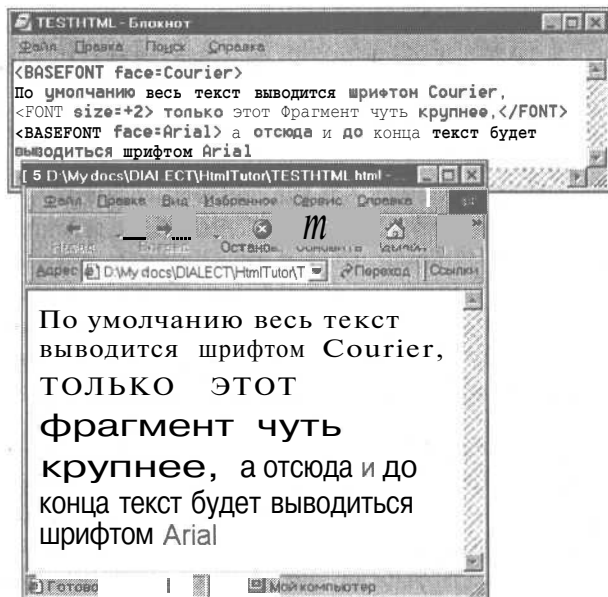 TESTHTML - Блокнот
Файл Правка Поиск Справка
<BASEFONT face=Courier>
По умолчанию весь текст выводится шрифтом Courier,
<FONT size=+2> только этот Фрагмент чуть крупнее,</FONT>
<BASEFONT face=Arial> а отсюда и до конца текст будет
выводиться шрифтом Arial
[ 5 D:\My docs\DIALECT\HtmlTutor\TESTHTML html - ...
Файл Правка Вид Избранное Сервис Справка
m
Останов.
Адрес D:\My docs\DIALECT\HtmlTutor\T Переход Ссылки
По умолчанию весь текст
выводится шрифтом Courier,
только этот
фрагмент чуть
крупнее, а отсюда и до
конца текст будет выводиться
шрифтом Arial
Готово Мой компьютер